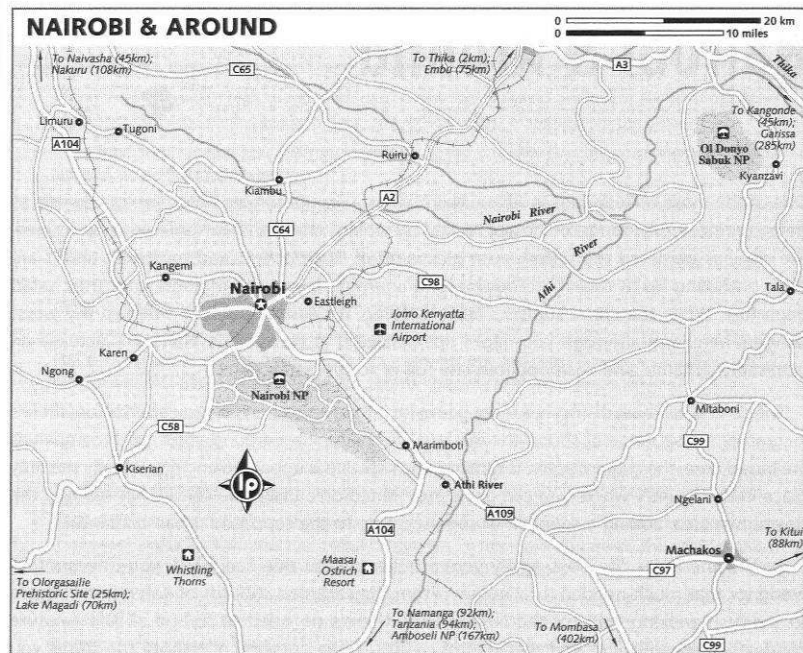 NAIROBI & AROUND
0 20 km
0 10 miles
To Naivasha (45km);
Nakuru (108km)
C65
To Thika (2km);
Embu (75km)
A3
Thika
Limuru
Tugoni
A104
Ruiru
To Kangonde
(45km);
Garissa
(285km)
Ol Donyo
Sabuk NP
Kyanzavi
Kiambu
A2
Nairobi River
C64
Athi River
Kangemi
Nairobi
Eastleigh
C98
Tala
Jomo Kenyatta
International
Airport
Karen
Ngong
Nairobi NP
Mitaboni
C58
Marimboti
C99
Kiserian
lp
Athi River
Ngelani
A109
A104
To Kitui
(88km)
Machakos
Whistling
Thorns
Maasai
Ostrich
Resort
C97
To Olorgasailie
Prehistoric Site (25km);
Lake Magadi (70km)
To Namanga (92km);
Tanzania (94km);
Amboseli NP (167km)
To Mombasa
(402km)
C99